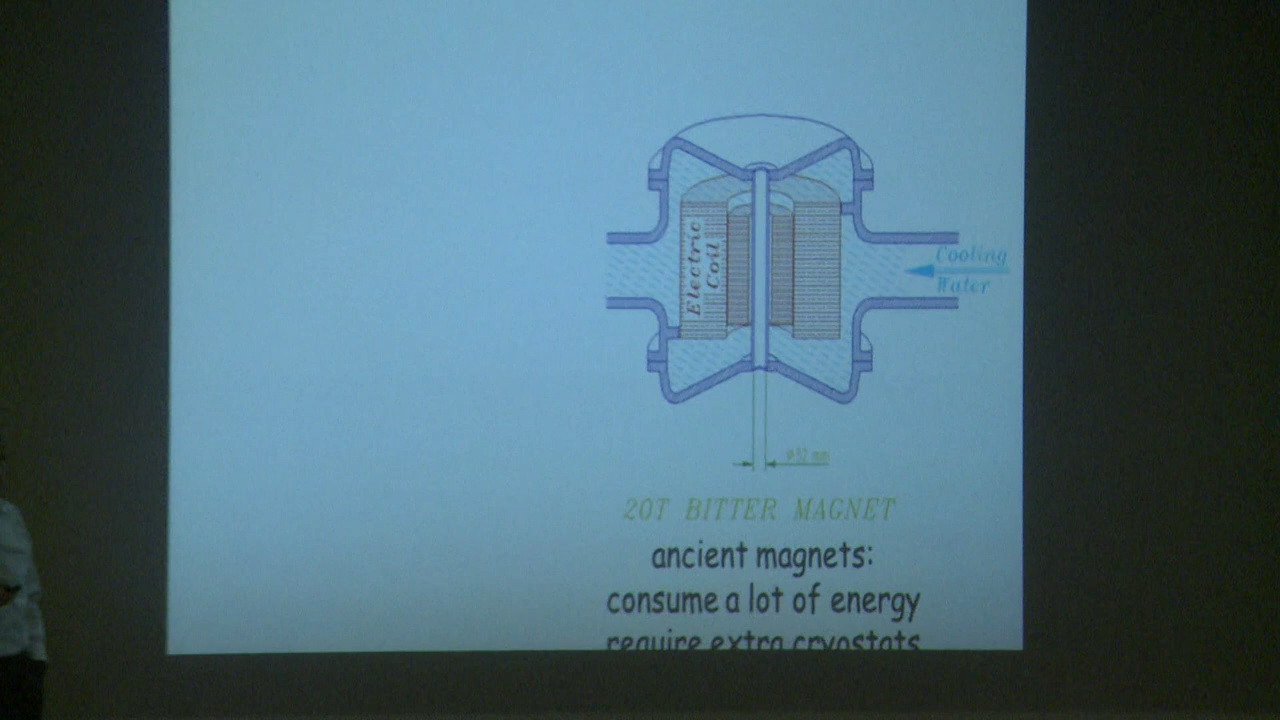 Electric
Coil
Cooling
Water
20T BITTER MAGNET
ancient magnets:
consume a lot of energy
require extra cryostats